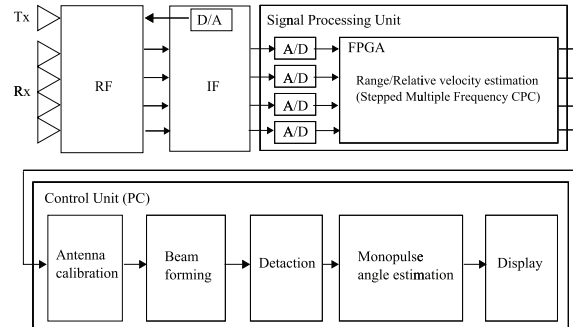 Tx
D/A
Signal Processing Unit
Rx
RF
IF
A/D
A/D
A/D
A/D
FPGA
Range/Relative velocity estimation
(Stepped Multiple Frequency CPC)
Control Unit (PC)
Antenna
calibration
Beam
forming
Detaction
Monopulse
angle estimation
Display